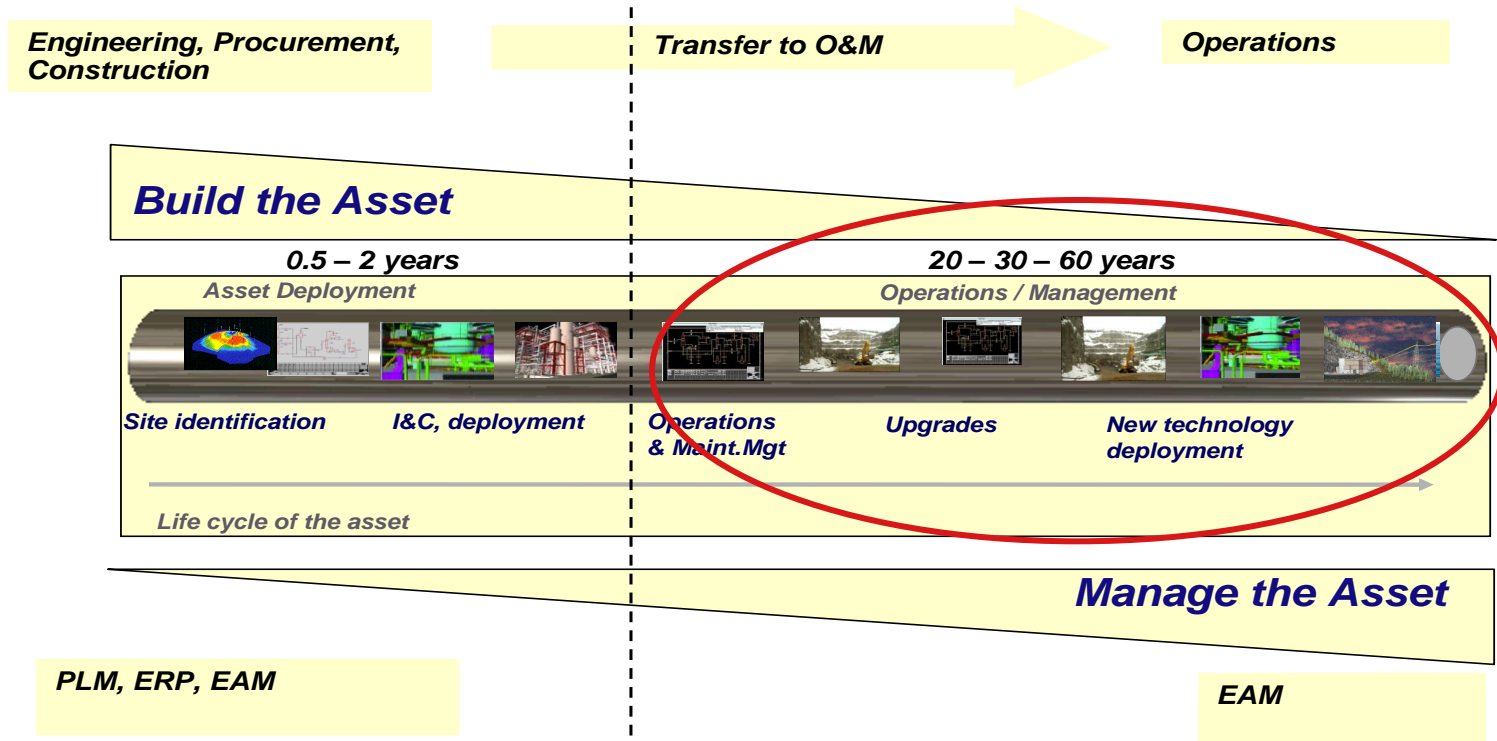 Engineering, Procurement,
Construction
Transfer to O&M
Operations
Build the Asset
0.5 – 2 years
20 – 30 – 60 years
Asset Deployment
Operations / Management
Site identification
I&C, deployment
Operations
& Maint.Mgt
Upgrades
New technology
deployment
Life cycle of the asset
Manage the Asset
PLM, ERP, EAM
EAM